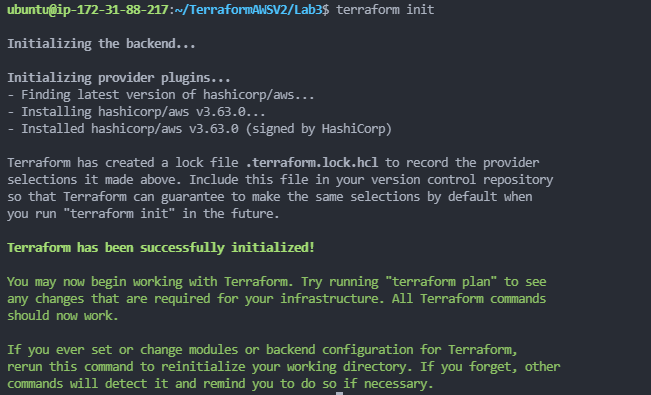 ubuntu@ip-172-31-88-217:~/TerraformAWSV2/Lab3$ terraform init
Initializing the backend...
Initializing provider plugins...
- Finding latest version of hashicorp/aws...
- Installing hashicorp/aws v3.63.0...
- Installed hashicorp/aws v3.63.0 (signed by HashiCorp)
Terraform has created a lock file .terraform.lock.hcl to record the provider
selections it made above. Include this file in your version control repository
so that Terraform can guarantee to make the same selections by default when
you run "terraform init" in the future.
Terraform has been successfully initialized!
You may now begin working with Terraform. Try running "terraform plan" to see
any changes that are required for your infrastructure. All Terraform commands
should now work.
If you ever set or change modules or backend configuration for Terraform,
rerun this command to reinitialize your working directory. If you forget, other
commands will detect it and remind you to do so if necessary.